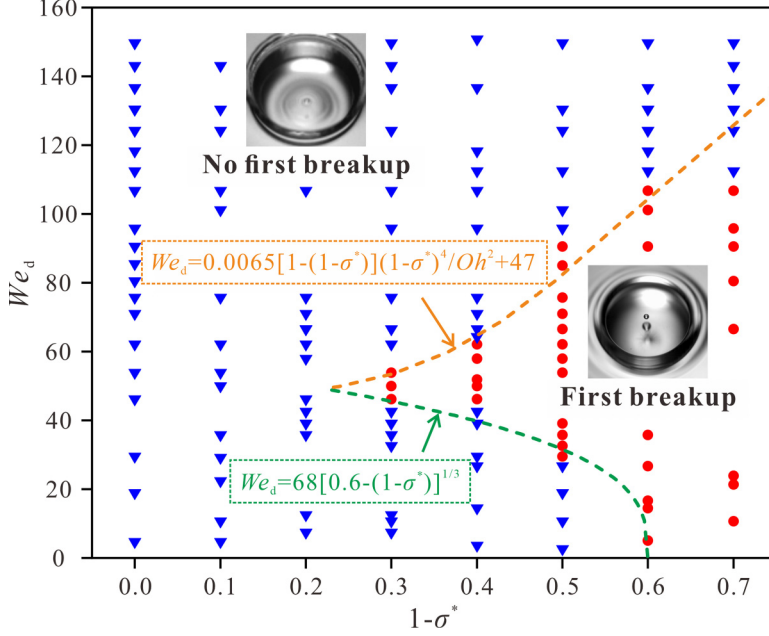 160
140
120
100
80
60
40
20
0
We_d
No first breakup
We_d=0.0065[1-(1-σ*)](1-σ*)⁴/Oh²+47
First breakup
We_d=68[0.6-(1-σ*)]^1/3
0.0 0.1 0.2 0.3 0.4 0.5 0.6 0.7
1-σ*